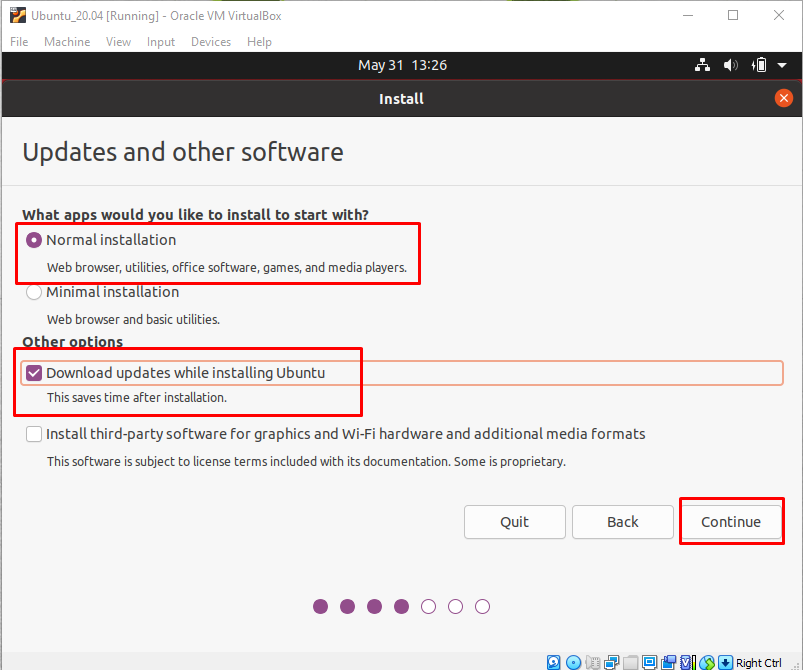 Ubuntu_20.04 [Running] - Oracle VM VirtualBox
File Machine View Input Devices Help
May 31 13:26
Install
Updates and other software
What apps would you like to install to start with?
Normal installation
Web browser, utilities, office software, games, and media players.
Minimal installation
Web browser and basic utilities.
Other options
Download updates while installing Ubuntu
This saves time after installation.
Install third-party software for graphics and Wi-Fi hardware and additional media formats
This software is subject to license terms included with its documentation. Some is proprietary.
Quit Back Continue
Right Ctrl